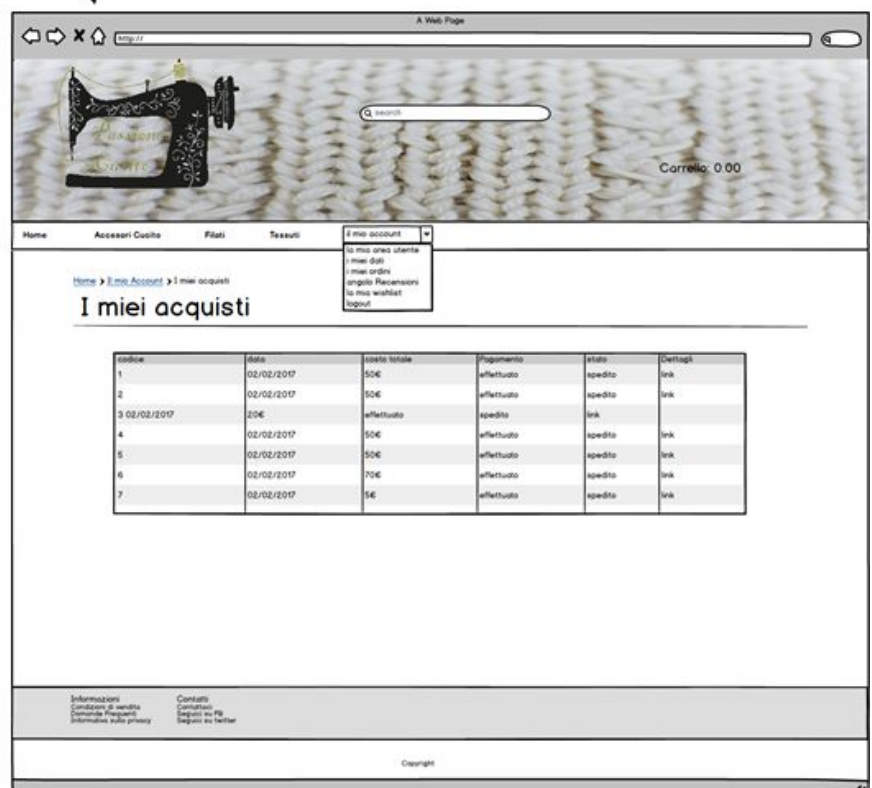 A Web Page
http://
search
Passione
Carrello: 0.00
Home Accesori Cucito Filati Tessuti il mio account
la mia area utente
i miei dati
i miei ordini
angolo Recensioni
la mia wishlist
logout
Home > Il mio Account > I miei acquisti
I miei acquisti
codice data costo totale Pagamento stato Dettagli
1 02/02/2017 50€ effettuato spedito link
2 02/02/2017 50€ effettuato spedito link
3 02/02/2017 20€ effettuato spedito link
4 02/02/2017 50€ effettuato spedito link
5 02/02/2017 50€ effettuato spedito link
6 02/02/2017 70€ effettuato spedito link
7 02/02/2017 5€ effettuato spedito link
Informazioni Contatti
Condizioni di vendita Contattaci
Domande Frequenti Seguici su FB
Informativa sulla privacy Seguici su twitter
Copyright